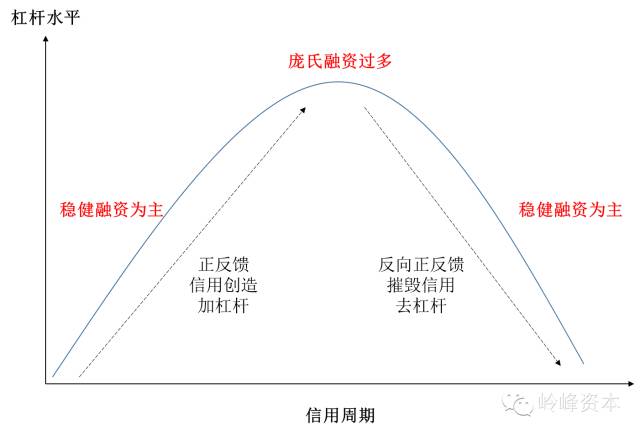 杠杆水平
庞氏融资过多
稳健融资为主
稳健融资为主
正反馈
信用创造
加杠杆
反向正反馈
摧毁信用
去杠杆
岭峰资本
信用周期